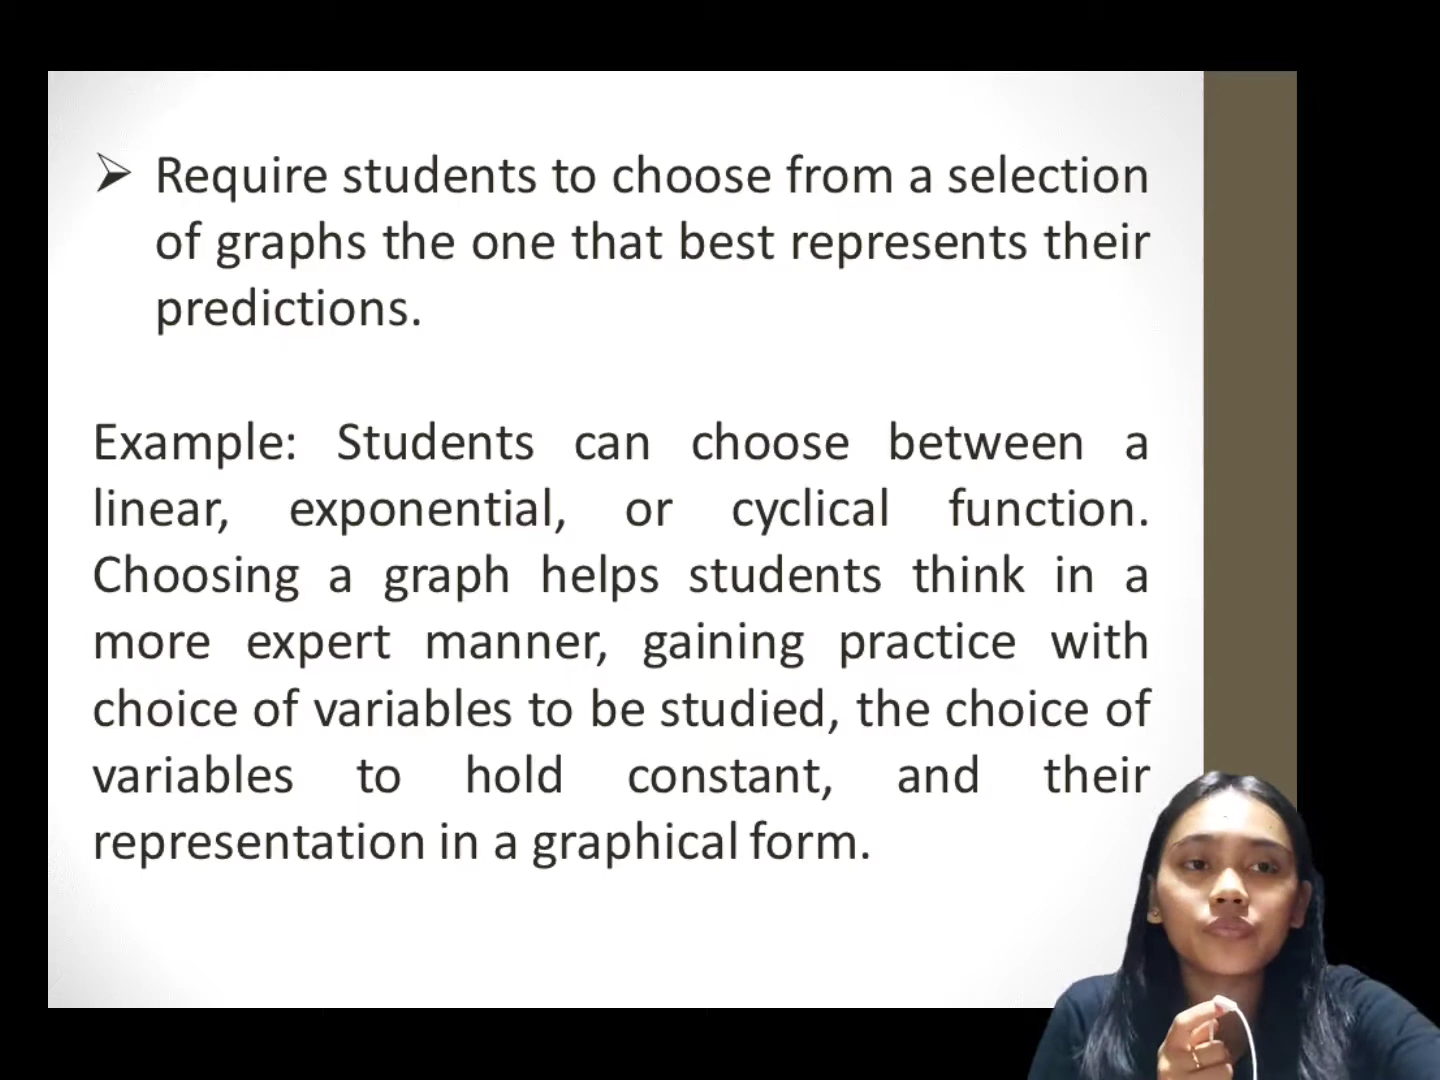 Require students to choose from a selection
of graphs the one that best represents their
predictions.
Example: Students can choose between a
linear, exponential, or cyclical function.
Choosing a graph helps students think in a
more expert manner, gaining practice with
choice of variables to be studied, the choice of
variables to hold constant, and their
representation in a graphical form.